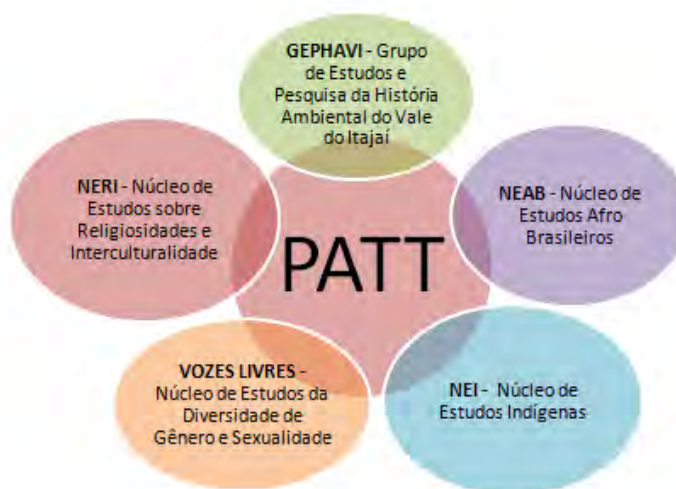 GEPHAVI - Grupo
de Estudos e
Pesquisa da História
Ambiental do Vale
do Itajaí
NERI - Núcleo de
Estudos sobre
Religiosidades e
Interculturalidade
NEAB - Núcleo de
Estudos Afro
Brasileiros
PATT
VOZES LIVRES -
Núcleo de Estudos da
Diversidade de
Gênero e Sexualidade
NEI - Núcleo de
Estudos Indígenas